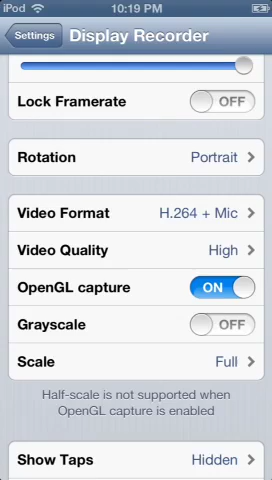 iPod 10:19 PM
Settings Display Recorder
Lock Framerate OFF
Rotation Portrait
Video Format H.264 + Mic
Video Quality High
OpenGL capture ON
Grayscale OFF
Scale Full
Half-scale is not supported when
OpenGL capture is enabled
Show Taps Hidden